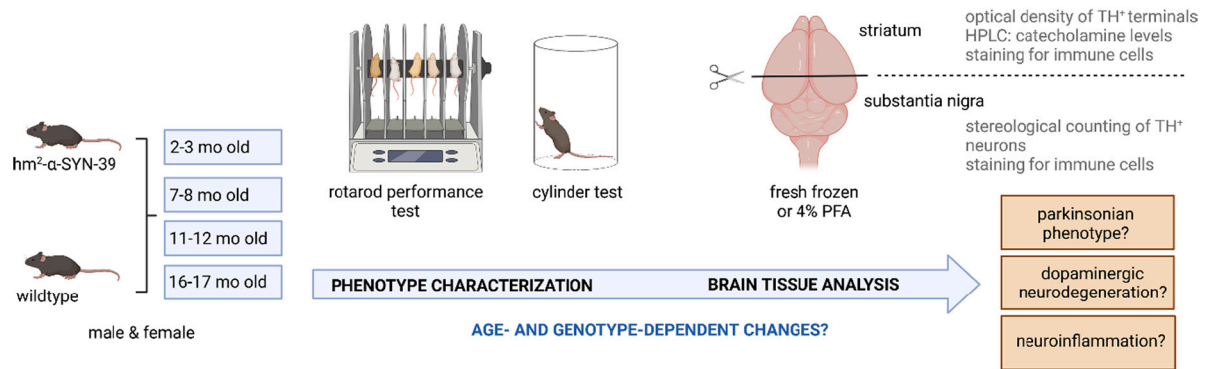 hm²-α-SYN-39
wildtype
male & female
2-3 mo old
7-8 mo old
11-12 mo old
16-17 mo old
rotarod performance
test
cylinder test
fresh frozen
or 4% PFA
striatum
substantia nigra
optical density of TH⁺ terminals
HPLC: catecholamine levels
staining for immune cells
stereological counting of TH⁺
neurons
staining for immune cells
PHENOTYPE CHARACTERIZATION
BRAIN TISSUE ANALYSIS
AGE- AND GENOTYPE-DEPENDENT CHANGES?
parkinsonian
phenotype?
dopaminergic
neurodegeneration?
neuroinflammation?